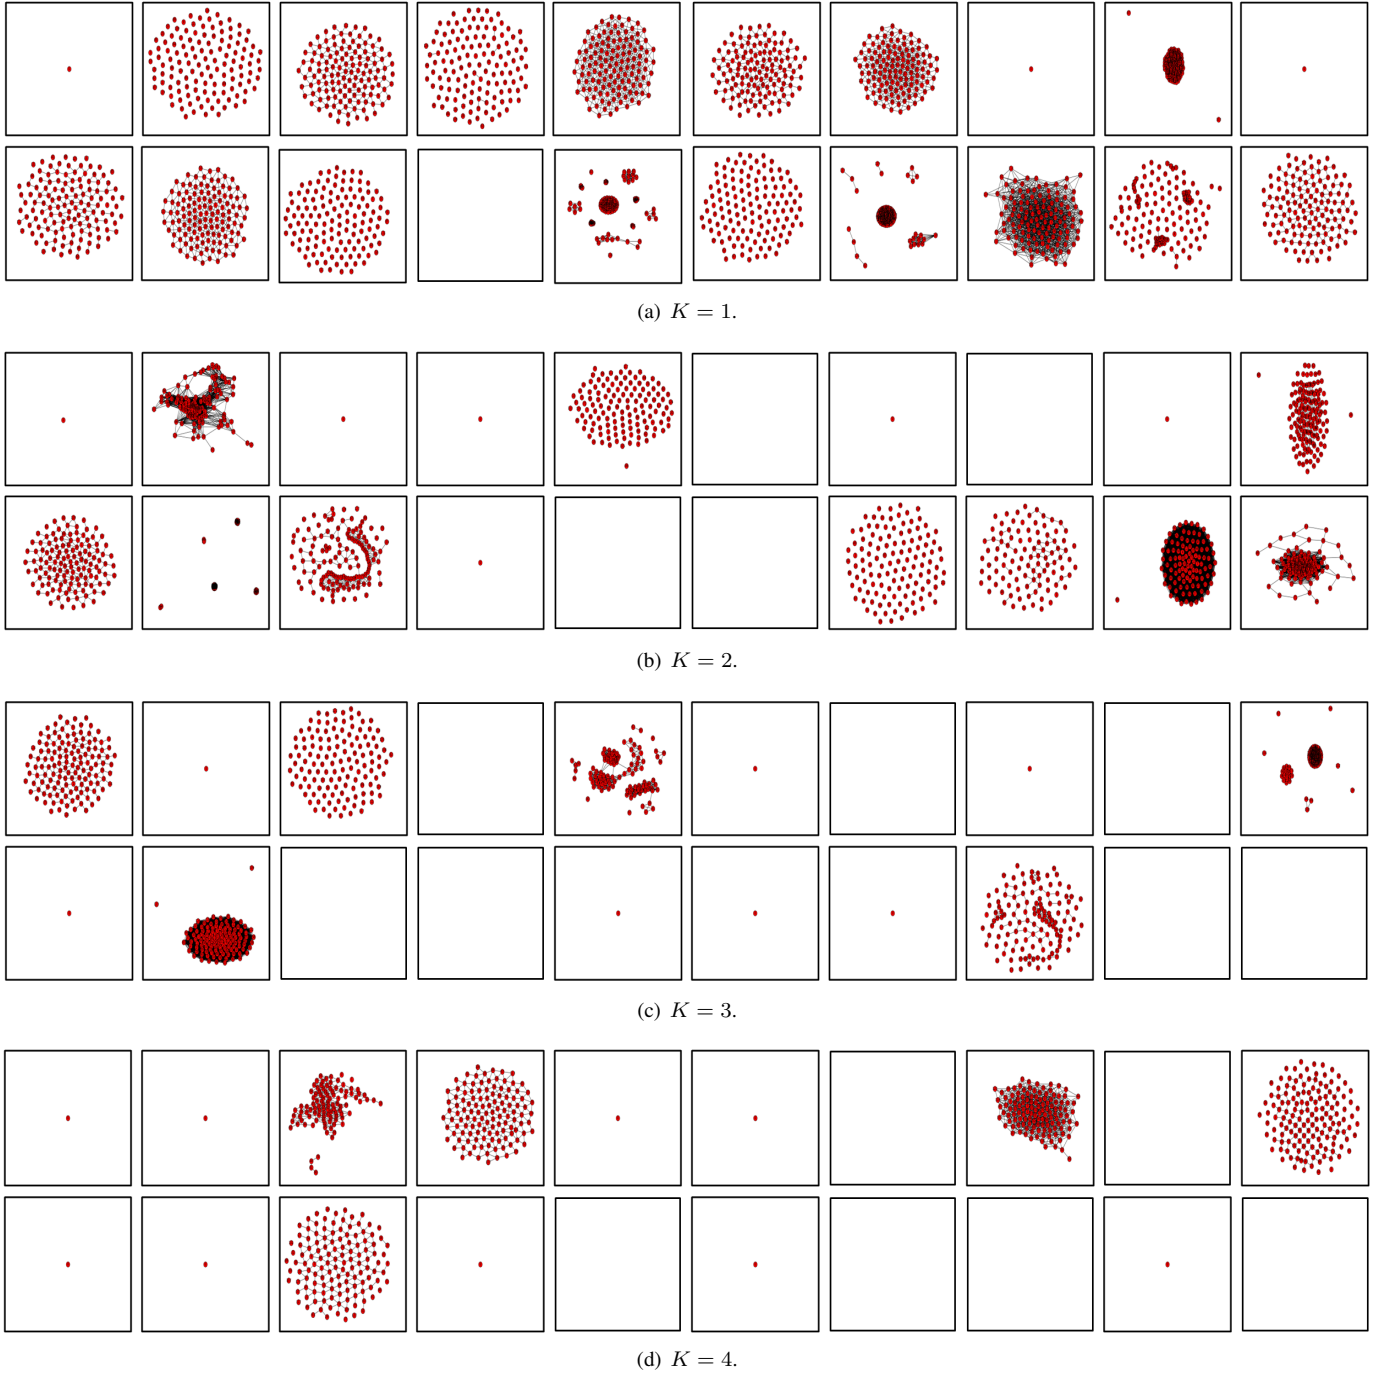 (a) K = 1.
(b) K = 2.
(c) K = 3.
(d) K = 4.